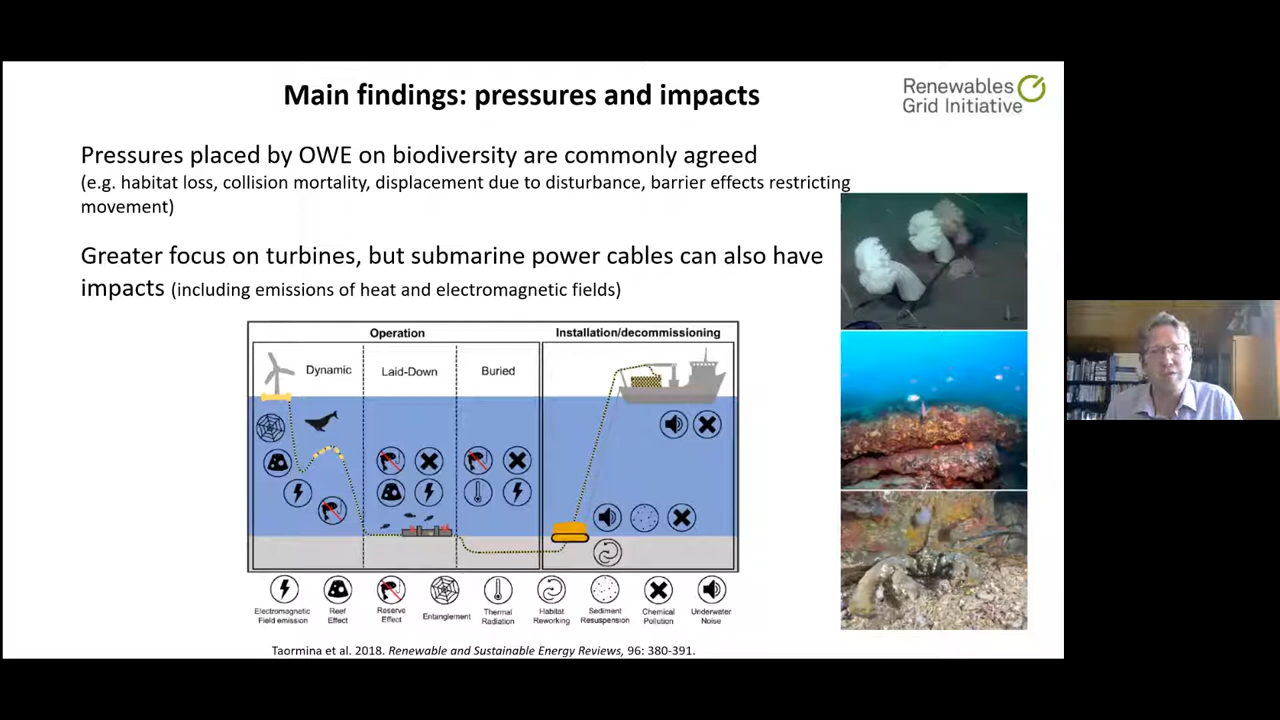 Main findings: pressures and impacts
Renewables
Grid Initiative
Pressures placed by OWE on biodiversity are commonly agreed
(e.g. habitat loss, collision mortality, displacement due to disturbance, barrier effects restricting
movement)
Greater focus on turbines, but submarine power cables can also have
impacts (including emissions of heat and electromagnetic fields)
Operation
Installation/decommissioning
Dynamic
Laid-Down
Buried
Electromagnetic
Field emission
Reef
Effect
Reserve
Effect
Entanglement
Thermal
Radiation
Habitat
Reworking
Sediment
Resuspension
Chemical
Pollution
Underwater
Noise
Taormina et al. 2018. Renewable and Sustainable Energy Reviews, 96: 380-391.